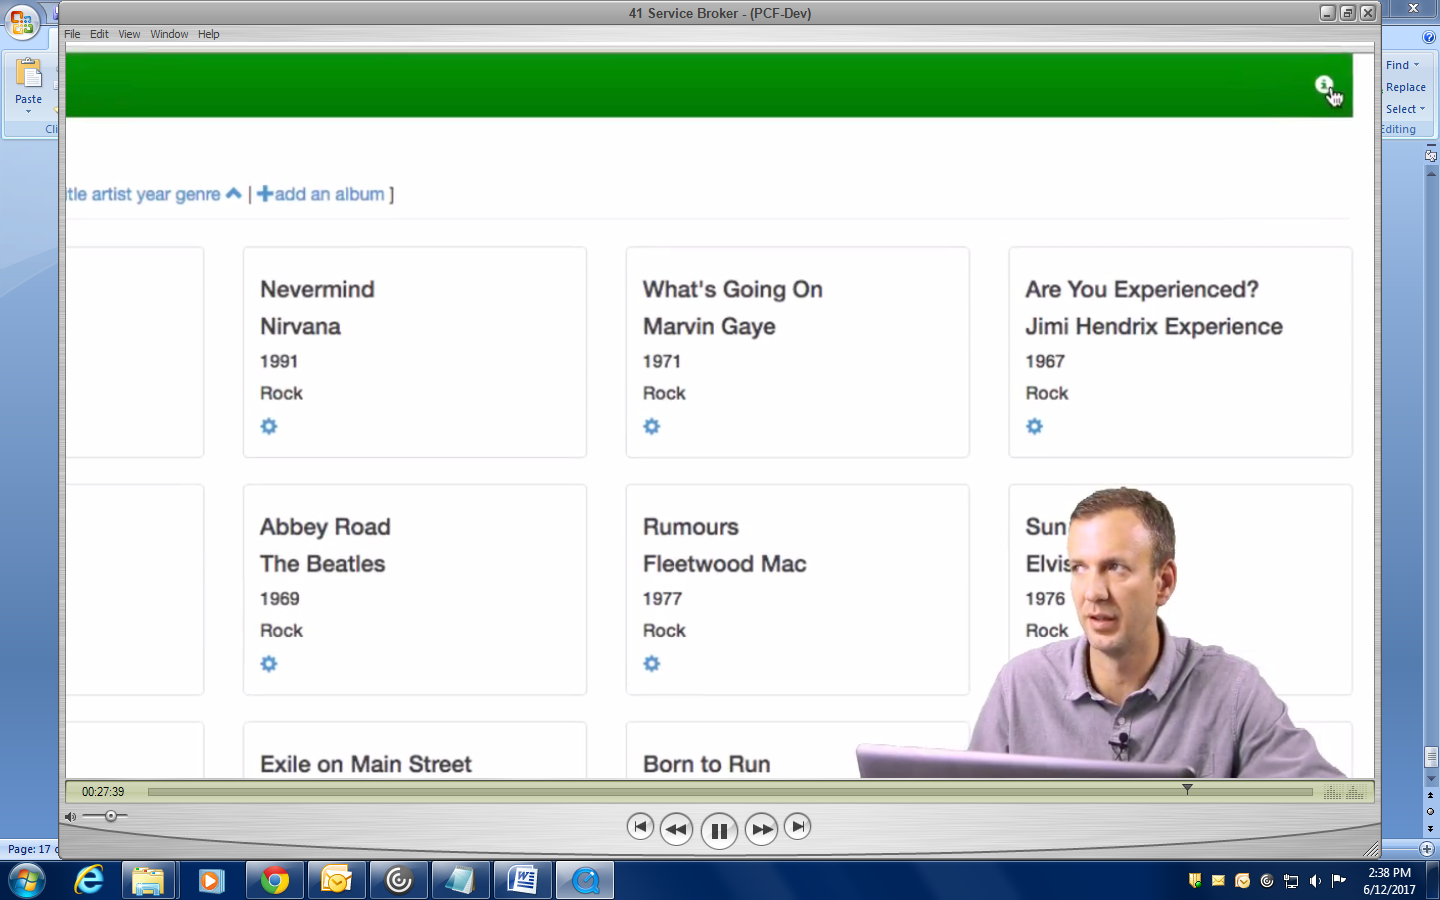 41 Service Broker - (PCF-Dev)
File Edit View Window Help
Paste
Find
Replace
Select
Editing
artist year genre | add an album ]
Nevermind
Nirvana
1991
Rock
What's Going On
Marvin Gaye
1971
Rock
Are You Experienced?
Jimi Hendrix Experience
1967
Rock
Abbey Road
The Beatles
1969
Rock
Rumours
Fleetwood Mac
1977
Rock
Sun
Elvis
1976
Rock
Exile on Main Street
Born to Run
00:27:39
Page: 17
2:38 PM
6/12/2017